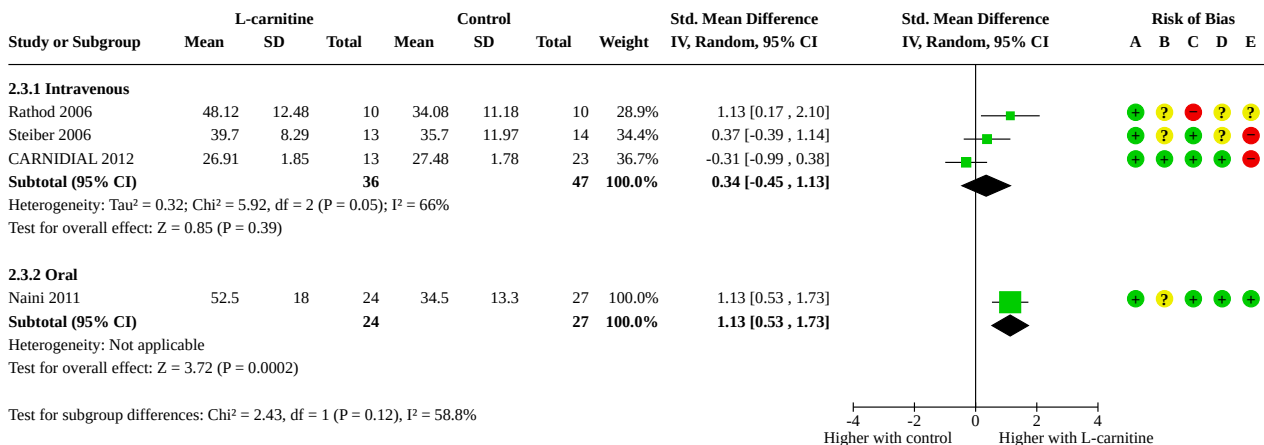 L-carnitine Control Std. Mean Difference Std. Mean Difference Risk of Bias
Study or Subgroup Mean SD Total Mean SD Total Weight IV, Random, 95% CI IV, Random, 95% CI A B C D E
2.3.1 Intravenous
Rathod 2006 48.12 12.48 10 34.08 11.18 10 28.9% 1.13 [0.17 , 2.10] + ? − ? ?
Steiber 2006 39.7 8.29 13 35.7 11.97 14 34.4% 0.37 [-0.39 , 1.14] + ? + ? −
CARNIDIAL 2012 26.91 1.85 13 27.48 1.78 23 36.7% -0.31 [-0.99 , 0.38] + + + + −
Subtotal (95% CI) 36 47 100.0% 0.34 [-0.45 , 1.13]
Heterogeneity: Tau² = 0.32; Chi² = 5.92, df = 2 (P = 0.05); I² = 66%
Test for overall effect: Z = 0.85 (P = 0.39)
2.3.2 Oral
Naini 2011 52.5 18 24 34.5 13.3 27 100.0% 1.13 [0.53 , 1.73] + ? + + +
Subtotal (95% CI) 24 27 100.0% 1.13 [0.53 , 1.73]
Heterogeneity: Not applicable
Test for overall effect: Z = 3.72 (P = 0.0002)
Test for subgroup differences: Chi² = 2.43, df = 1 (P = 0.12), I² = 58.8%
-4 -2 0 2 4
Higher with control Higher with L-carnitine